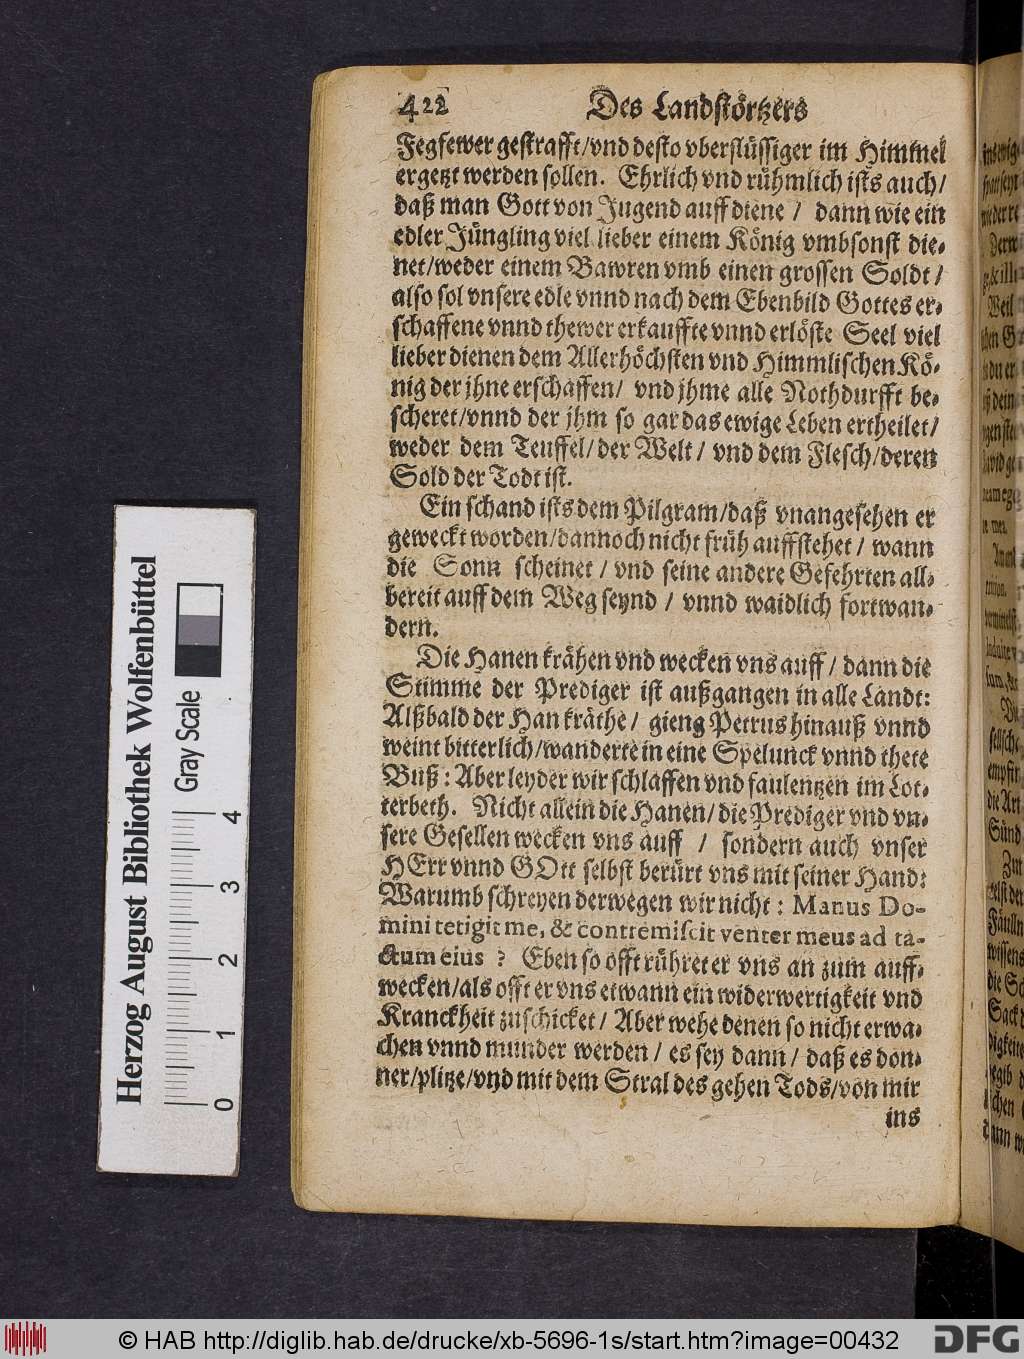 422 Des Landstörtzers
Fegfewer gestrafft/vnd desto vberflüssiger im Himmel
ergetzt werden sollen. Ehrlich vnd rühmlich ists auch/
daß man Gott von Jugend auff diene / dann wie ein
edler Jüngling viel lieber einem König vmbsonst die-
net/weder einem Bawren vmb einen grossen Soldt /
also sol vnsere edle vnnd nach dem Ebenbild Gottes er-
schaffene vnnd thewer erkauffte vnnd erlöste Seel viel
lieber dienen dem Allerhöchsten vnd Himmlischen Kö-
nig der jhne erschaffen/ vnd jhme alle Nothdurfft be-
scheret/vnnd der jhm so gar das ewige Leben ertheilet/
weder dem Teuffel/der Welt / vnd dem Flesch/deren
Sold der Todt ist.
Ein schand ists dem Pilgram/daß vnangesehen er
geweckt worden/dannoch nicht früh auffstehet / wann
die Sonn scheinet / vnd seine andere Gefehrten all-
bereit auff dem Weg seynd / vnnd waidlich fortwan-
dern.
Die Hanen krähen vnd wecken vns auff / dann die
Stimme der Prediger ist außgangen in alle Landt:
Alßbald der Han kräthe / gieng Petrus hinauß vnnd
weint bitterlich/wanderte in eine Spelunck vnnd thete
Buß : Aber leyder wir schlaffen vnd faulentzen im Lot-
terbeth. Nicht allein die Hanen/die Prediger vnd vn-
sere Gesellen wecken vns auff / sondern auch vnser
HErr vnnd GOtt selbst berürt vns mit seiner Hand:
Warumb schreyen derwegen wir nicht : Manus Do-
mini tetigit me, & contremiscit venter meus ad ta-
ctum eius ? Eben so offt rühret er vns an zum auff-
wecken/als offt er vns etwann ein widerwertigkeit vnd
Kranckheit zuschicket / Aber wehe denen so nicht erwa-
chen vnnd munder werden / es sey dann / daß es don-
ner/plitze/vnd mit dem Stral des gehen Tods/von mir
ins
Herzog August Bibliothek Wolfenbüttel
Gray Scale
0 1 2 3 4
© HAB http://diglib.hab.de/drucke/xb-5696-1s/start.htm?image=00432
DFG